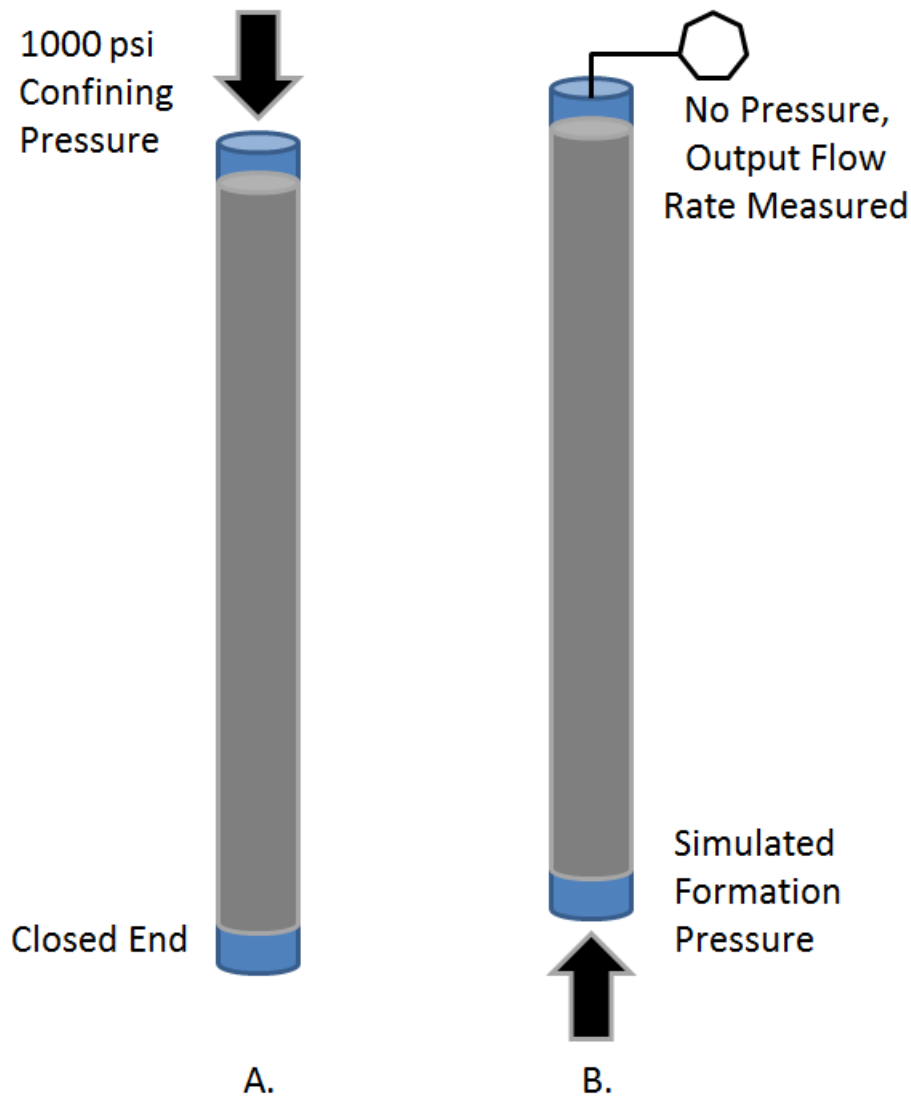 1000 psi
Confining
Pressure
No Pressure,
Output Flow
Rate Measured
Closed End
Simulated
Formation
Pressure
A.
B.